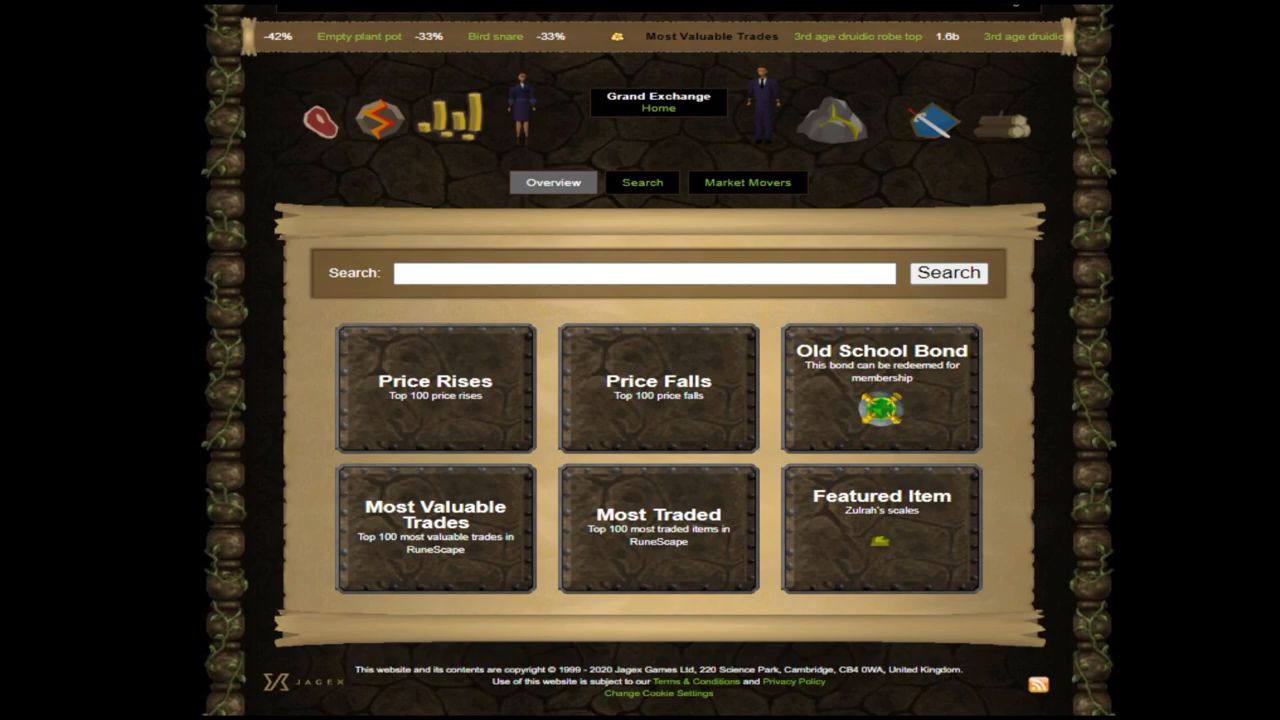 -42% Empty plant pot -33% Bird snare -33% Most Valuable Trades 3rd age druidic robe top 1.6b 3rd age druidic
Grand Exchange
Home
Overview Search Market Movers
Search: Search
Price Rises
Top 100 price rises
Price Falls
Top 100 price falls
Old School Bond
This bond can be redeemed for
membership
Most Valuable
Trades
Top 100 most valuable trades in
RuneScape
Most Traded
Top 100 most traded items in
RuneScape
Featured Item
Zulrah's scales
JAGEX
This website and its contents are copyright © 1999 - 2020 Jagex Games Ltd, 220 Science Park, Cambridge, CB4 0WA, United Kingdom.
Use of this website is subject to our Terms & Conditions and Privacy Policy
Change Cookie Settings